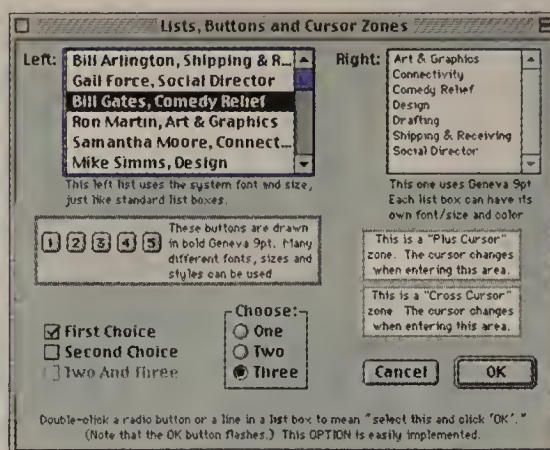 Lists, Buttons and Cursor Zones
Left:
Bill Arlington, Shipping & R...
Gail Force, Social Director
Bill Gates, Comedy Relief
Ron Martin, Art & Graphics
Samantha Moore, Connect...
Mike Simms, Design
This left list uses the system font and size,
just like standard list boxes.
Right:
Art & Graphics
Connectivity
Comedy Relief
Design
Drafting
Shipping & Receiving
Social Director
This one uses Geneva 9pt
Each list box can have its
own font/size and color
1 2 3 4 5
These buttons are drawn
in bold Geneva 9pt. Many
different fonts, sizes and
styles can be used
This is a "Plus Cursor"
zone. The cursor changes
when entering this area.
This is a "Cross Cursor"
zone The cursor changes
when entering this area.
First Choice
Second Choice
Two And Three
Choose:
One
Two
Three
Cancel
OK
Double-click a radio button or a line in a list box to mean "select this and click 'OK'."
(Note that the OK button flashes.) This OPTION is easily implemented.